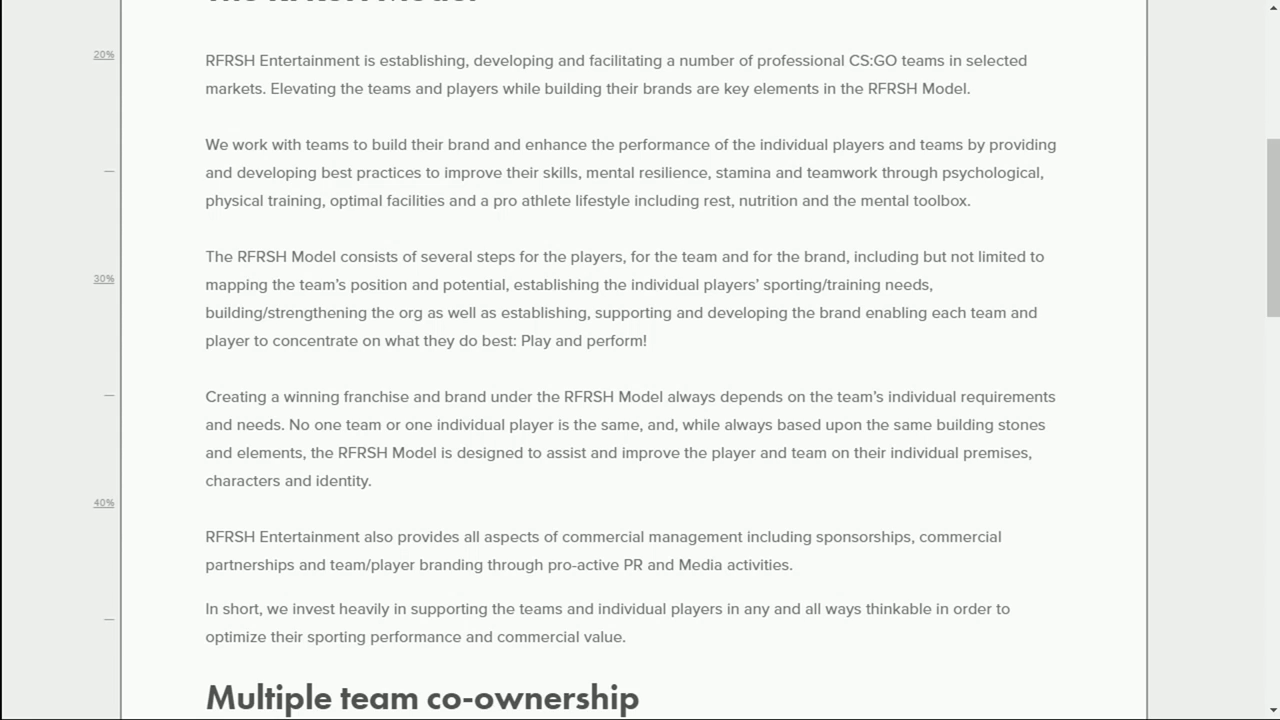 The RFRSH Model
20%
RFRSH Entertainment is establishing, developing and facilitating a number of professional CS:GO teams in selected
markets. Elevating the teams and players while building their brands are key elements in the RFRSH Model.
We work with teams to build their brand and enhance the performance of the individual players and teams by providing
and developing best practices to improve their skills, mental resilience, stamina and teamwork through psychological,
physical training, optimal facilities and a pro athlete lifestyle including rest, nutrition and the mental toolbox.
The RFRSH Model consists of several steps for the players, for the team and for the brand, including but not limited to
30%
mapping the team’s position and potential, establishing the individual players’ sporting/training needs,
building/strengthening the org as well as establishing, supporting and developing the brand enabling each team and
player to concentrate on what they do best: Play and perform!
Creating a winning franchise and brand under the RFRSH Model always depends on the team’s individual requirements
and needs. No one team or one individual player is the same, and, while always based upon the same building stones
and elements, the RFRSH Model is designed to assist and improve the player and team on their individual premises,
characters and identity.
40%
RFRSH Entertainment also provides all aspects of commercial management including sponsorships, commercial
partnerships and team/player branding through pro-active PR and Media activities.
In short, we invest heavily in supporting the teams and individual players in any and all ways thinkable in order to
optimize their sporting performance and commercial value.
Multiple team co-ownership